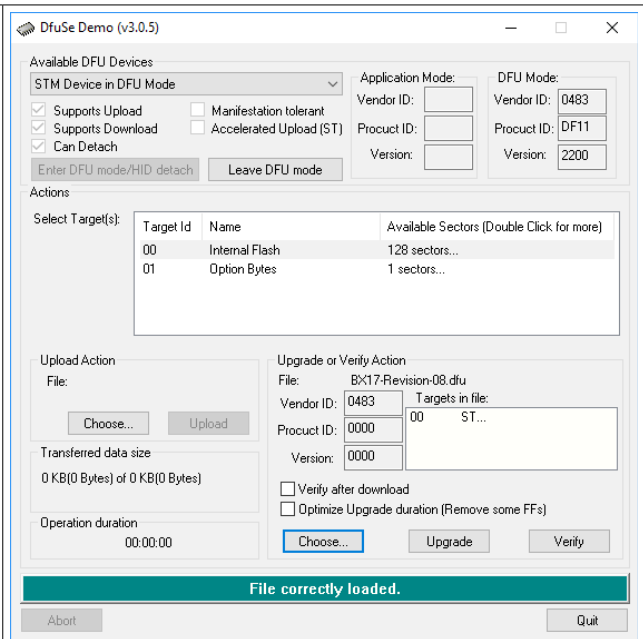 DfuSe Demo (v3.0.5)
Available DFU Devices
STM Device in DFU Mode
Supports Upload
Manifestation tolerant
Supports Download
Accelerated Upload (ST)
Can Detach
Enter DFU mode/HID detach
Leave DFU mode
Application Mode:
Vendor ID:
Procuct ID:
Version:
DFU Mode:
Vendor ID: 0483
Procuct ID: DF11
Version: 2200
Actions
Select Target(s):
Target Id Name Available Sectors (Double Click for more)
00 Internal Flash 128 sectors...
01 Option Bytes 1 sectors...
Upload Action
File:
Choose... Upload
Transferred data size
0 KB(0 Bytes) of 0 KB(0 Bytes)
Operation duration
00:00:00
Upgrade or Verify Action
File: BX17-Revision-08.dfu
Vendor ID: 0483
Procuct ID: 0000
Version: 0000
Targets in file:
00 ST...
Verify after download
Optimize Upgrade duration (Remove some FFs)
Choose... Upgrade Verify
File correctly loaded.
Abort Quit